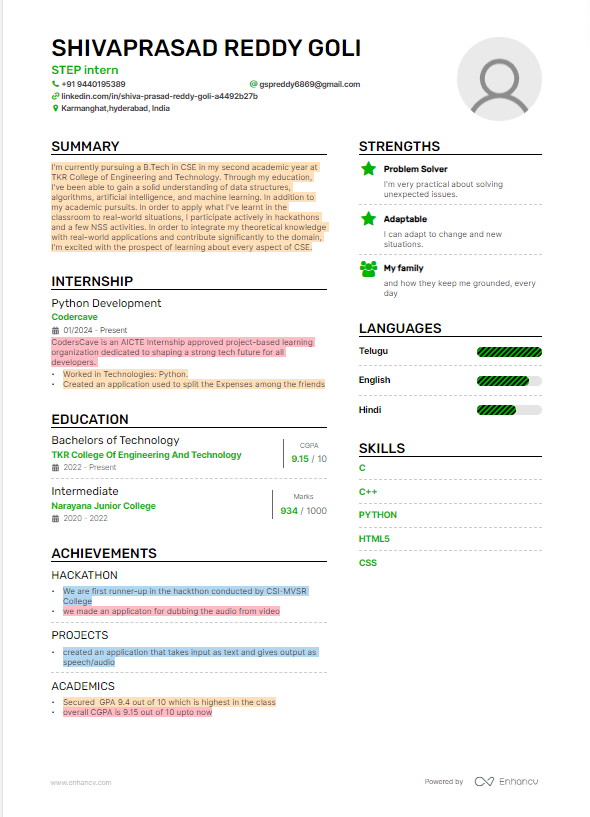 SHIVAPRASAD REDDY GOLI
STEP intern
+91 9440195389
@ gspreddy6869@gmail.com
linkedin.com/in/shiva-prasad-reddy-goli-a4492b27b
Karmanghat,hyderabad, India
SUMMARY
I'm currently pursuing a B.Tech in CSE in my second academic year at
TKR College of Engineering and Technology. Through my education,
I've been able to gain a solid understanding of data structures,
algorithms, artificial intelligence, and machine learning. In addition to
my academic pursuits. In order to apply what I've learnt in the
classroom to real-world situations, I participate actively in hackathons
and a few NSS activities. In order to integrate my theoretical knowledge
with real-world applications and contribute significantly to the domain,
I'm excited with the prospect of learning about every aspect of CSE.
INTERNSHIP
Python Development
Codercave
01/2024 - Present
CodersCave is an AICTE Internship approved project-based learning
organization dedicated to shaping a strong tech future for all
developers.
• Worked in Technologies: Python.
• Created an application used to split the Expenses among the friends
EDUCATION
Bachelors of Technology
TKR College Of Engineering And Technology
2022 - Present
CGPA
9.15 / 10
Intermediate
Narayana Junior College
2020 - 2022
Marks
934 / 1000
ACHIEVEMENTS
HACKATHON
• We are first runner-up in the hackthon conducted by CSI-MVSR
College
• we made an applicaton for dubbing the audio from video
PROJECTS
• created an application that takes input as text and gives output as
speech/audio
ACADEMICS
• Secured GPA 9.4 out of 10 which is highest in the class
• overall CGPA is 9.15 out of 10 upto now
STRENGTHS
Problem Solver
I'm very practical about solving
unexpected issues.
Adaptable
I can adapt to change and new
situations.
My family
and how they keep me grounded, every
day
LANGUAGES
Telugu
English
Hindi
SKILLS
C
C++
PYTHON
HTML5
CSS
www.enhancv.com
Powered by Enhancv